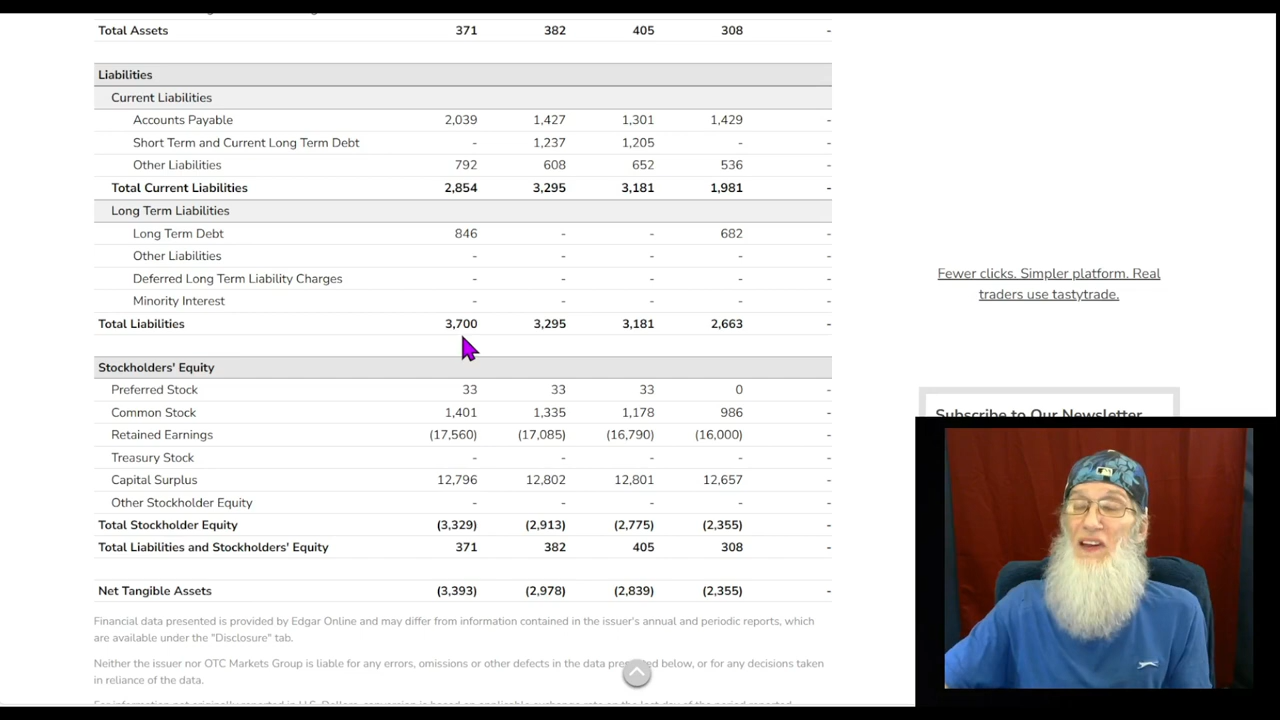 Total Assets 371 382 405 308 -
Liabilities
Current Liabilities
Accounts Payable 2,039 1,427 1,301 1,429 -
Short Term and Current Long Term Debt - 1,237 1,205 - -
Other Liabilities 792 608 652 536 -
Total Current Liabilities 2,854 3,295 3,181 1,981 -
Long Term Liabilities
Long Term Debt 846 - - 682 -
Other Liabilities - - - - -
Deferred Long Term Liability Charges - - - - -
Minority Interest - - - - -
Total Liabilities 3,700 3,295 3,181 2,663 -
Stockholders' Equity
Preferred Stock 33 33 33 0 -
Common Stock 1,401 1,335 1,178 986 -
Retained Earnings (17,560) (17,085) (16,790) (16,000) -
Treasury Stock - - - - -
Capital Surplus 12,796 12,802 12,801 12,657 -
Other Stockholder Equity - - - - -
Total Stockholder Equity (3,329) (2,913) (2,775) (2,355) -
Total Liabilities and Stockholders' Equity 371 382 405 308 -
Net Tangible Assets (3,393) (2,978) (2,839) (2,355) -
Financial data presented is provided by Edgar Online and may differ from information contained in the issuer's annual and periodic reports, which
are available under the "Disclosure" tab.
Neither the issuer nor OTC Markets Group is liable for any errors, omissions or other defects in the data below, or for any decisions taken
in reliance of the data.
Fewer clicks. Simpler platform. Real
traders use tastytrade.
Subscribe to Our Newsletter